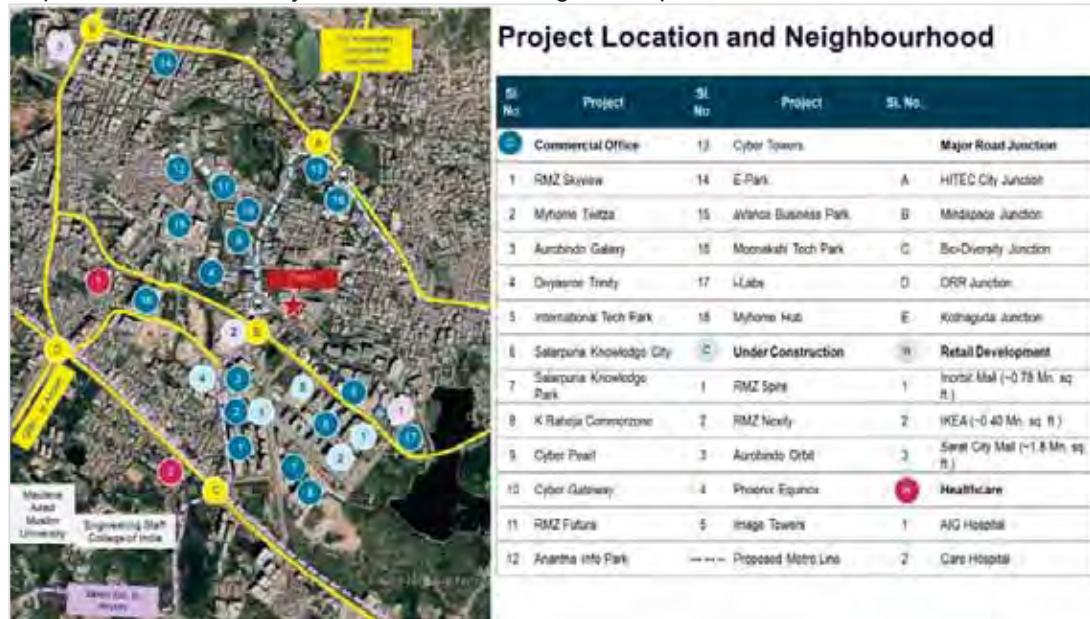 Project Location and Neighbourhood
Sl. No. Project Sl. No. Project Sl. No.
Commercial Office 13 Cyber Towers Major Road Junction
1 RMZ Skyview 14 E-Park A HITEC City Junction
2 Myhome Twitza 15 aVance Business Park B Mindspace Junction
3 Aurobindo Galaxy 16 Meenakshi Tech Park C Bio-Diversity Junction
4 Divyasree Trinity 17 i-Labs D ORR Junction
5 International Tech Park 18 Myhome Hub E Kothaguda Junction
6 Salarpuria Knowledge City C Under Construction R Retail Development
7 Salarpuria Knowledge Park 1 RMZ Spire 1 Inorbit Mall (~0.78 Mn. sq. ft.)
8 K Raheja Commerzone 2 RMZ Nexity 2 IKEA (~0.40 Mn. sq. ft.)
9 Cyber Pearl 3 Aurobindo Orbit 3 Sarat City Mall (~1.8 Mn. sq. ft.)
10 Cyber Gateway 4 Phoenix Equinox H Healthcare
11 RMZ Futura 5 Image Towers 1 AIG Hospital
12 Anantha Info Park Proposed Metro Line 2 Care Hospital
Maulana Azad Muslim University
Engineering Staff College of India